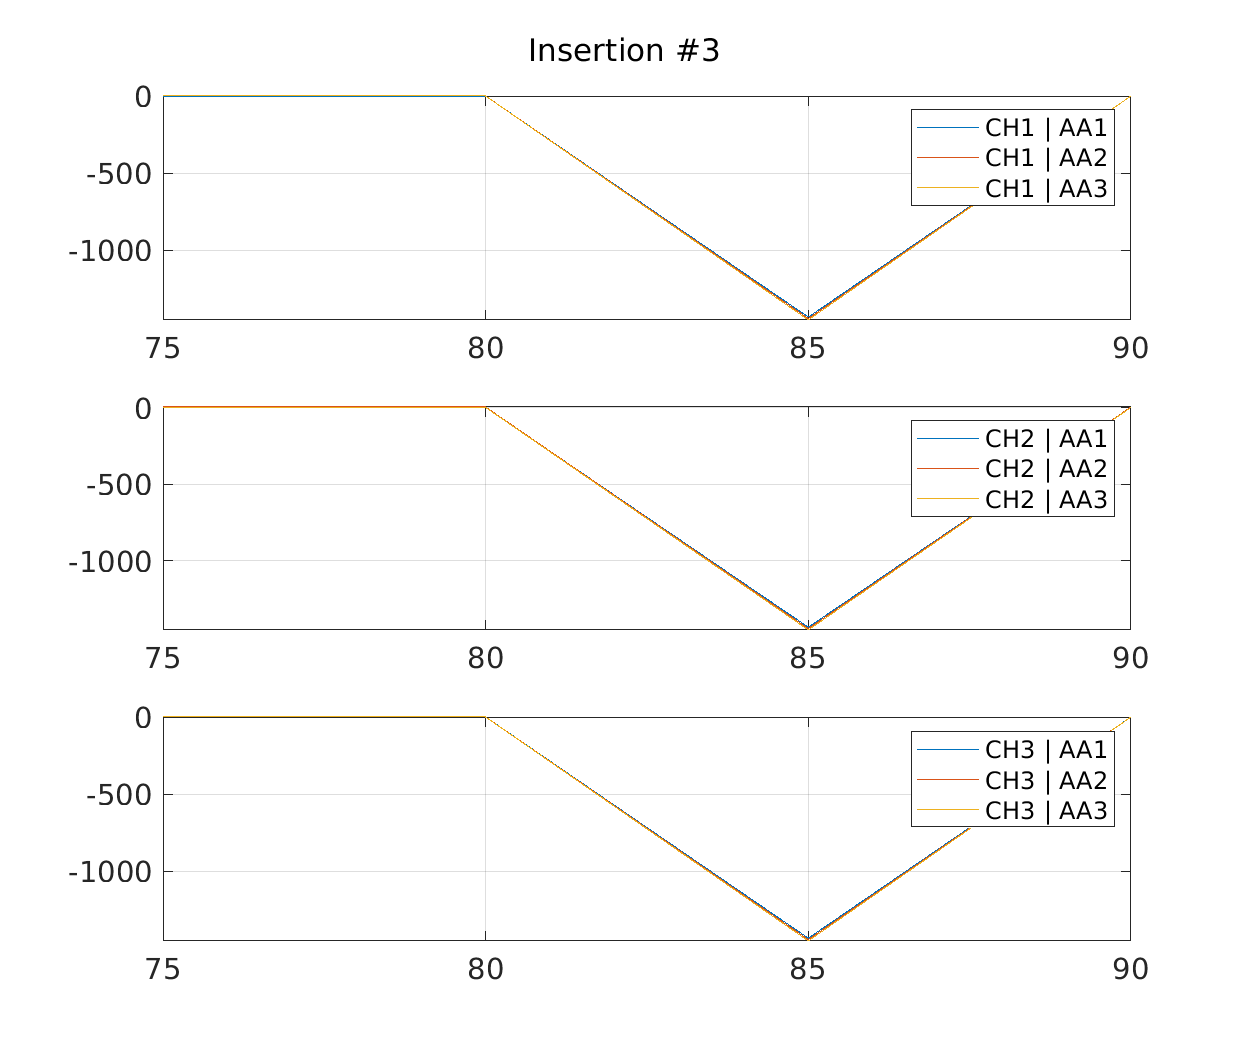 Insertion #3
0
-500
-1000
75 80 85 90
CH1 | AA1
CH1 | AA2
CH1 | AA3
0
-500
-1000
75 80 85 90
CH2 | AA1
CH2 | AA2
CH2 | AA3
0
-500
-1000
75 80 85 90
CH3 | AA1
CH3 | AA2
CH3 | AA3